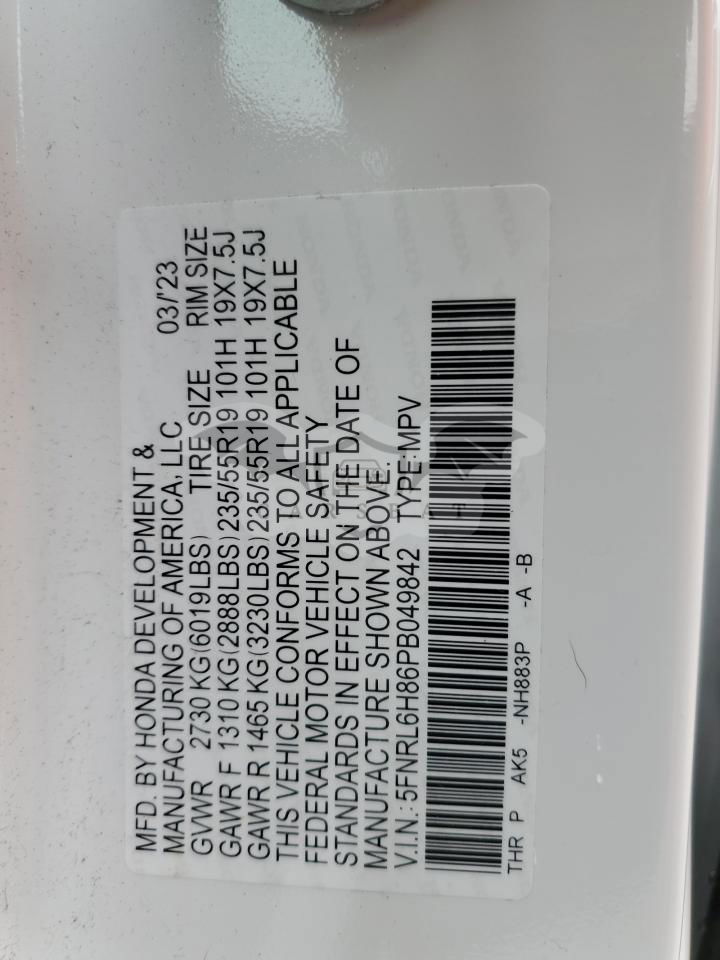 MFD. BY HONDA DEVELOPMENT &
MANUFACTURING OF AMERICA, LLC 03/'23
GVWR 2730 KG(6019LBS) TIRE SIZE RIM SIZE
GAWR F 1310 KG(2888LBS)235/55R19 101H 19X7.5J
GAWR R 1465 KG(3230LBS)235/55R19 101H 19X7.5J
THIS VEHICLE CONFORMS TO ALL APPLICABLE
FEDERAL MOTOR VEHICLE SAFETY
STANDARDS IN EFFECT ON THE DATE OF
MANUFACTURE SHOWN ABOVE.
V.I.N.: 5FNRL6H86PB049842 TYPE:MPV
THR P AK5 -NH883P -A -B